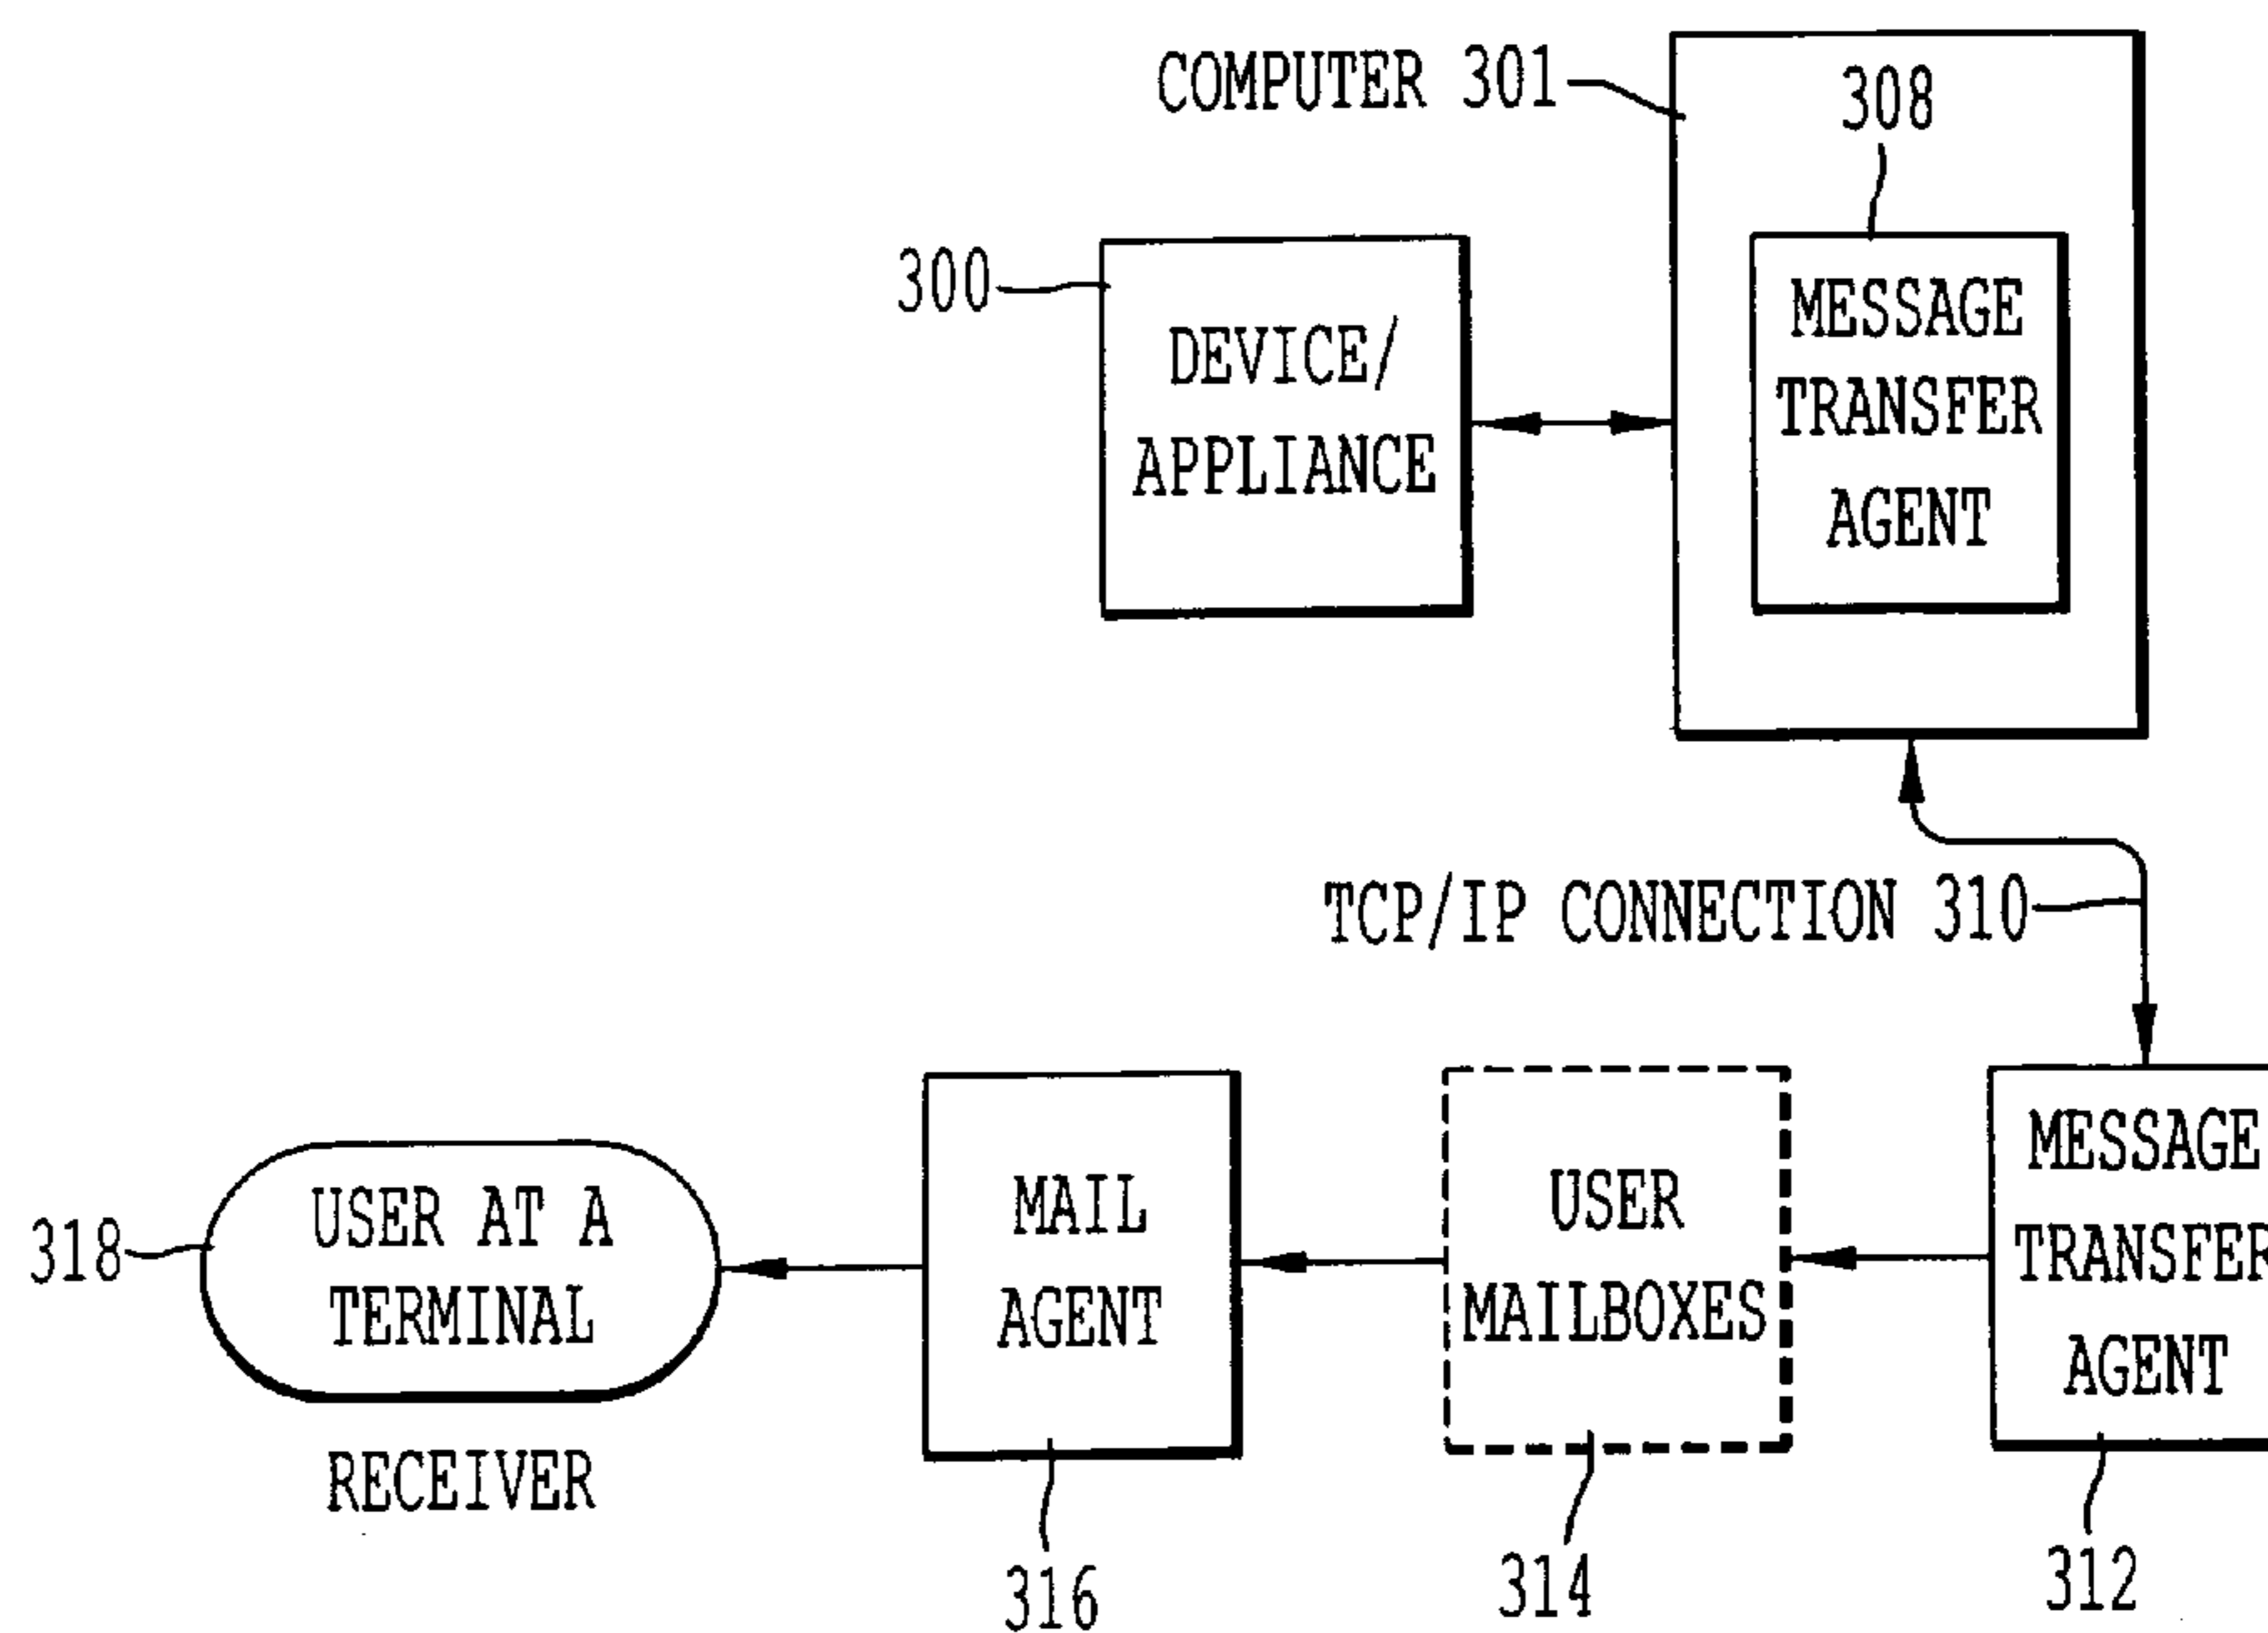 COMPUTER 301
308
300
DEVICE/
APPLIANCE
MESSAGE
TRANSFER
AGENT
TCP/IP CONNECTION 310
318
USER AT A
TERMINAL
RECEIVER
MAIL
AGENT
316
USER
MAILBOXES
314
MESSAGE
TRANSFER
AGENT
312